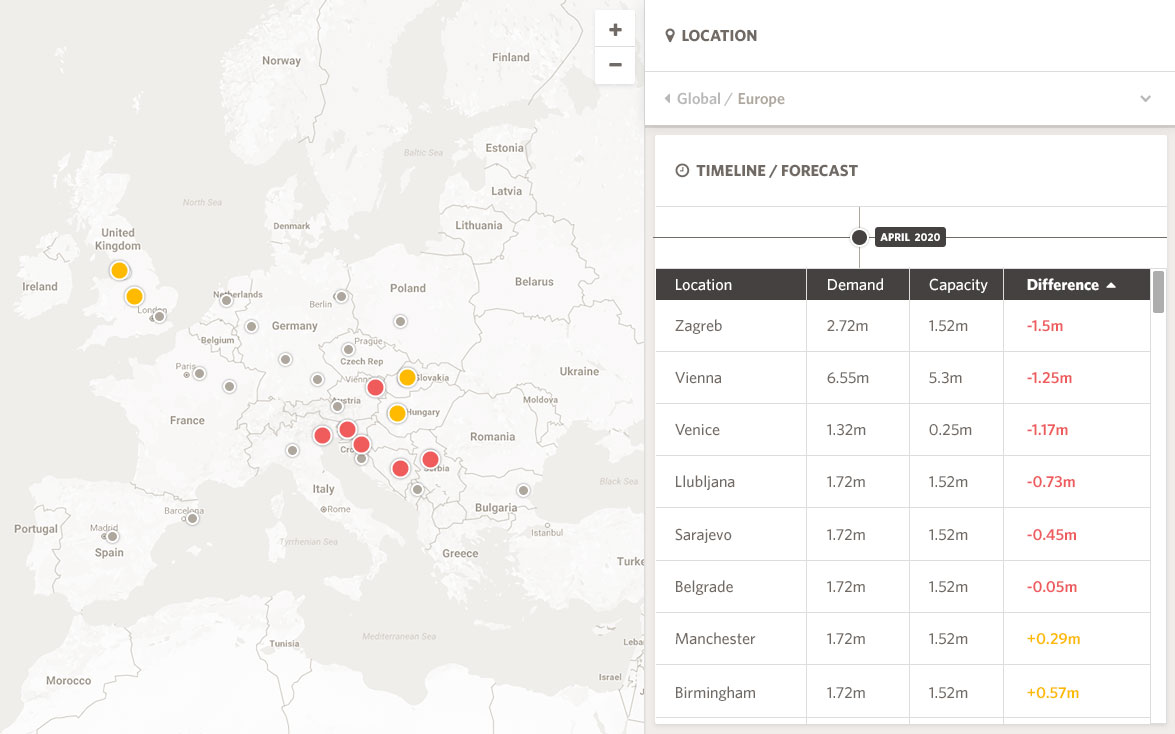 Norway
Finland
Estonia
Baltic Sea
Latvia
North Sea
Denmark
Lithuania
United
Kingdom
Ireland
Netherlands
Berlin
Poland
Belarus
London
Germany
Belgium
Prague
Czech Rep
Paris
Vienna
Slovakia
Ukraine
Austria
Hungary
Moldova
France
Romania
Serbia
Italy
Black Sea
Rome
Bulgaria
Barcelona
Portugal
Madrid
Spain
Istanbul
Tyrrhenian Sea
Greece
Turke
Mediterranean Sea
Tunisia
Leba
Israel
Morocco
+
−
LOCATION
Global / Europe
TIMELINE / FORECAST
APRIL 2020
Location Demand Capacity Difference
Zagreb 2.72m 1.52m -1.5m
Vienna 6.55m 5.3m -1.25m
Venice 1.32m 0.25m -1.17m
Llubljana 1.72m 1.52m -0.73m
Sarajevo 1.72m 1.52m -0.45m
Belgrade 1.72m 1.52m -0.05m
Manchester 1.72m 1.52m +0.29m
Birmingham 1.72m 1.52m +0.57m